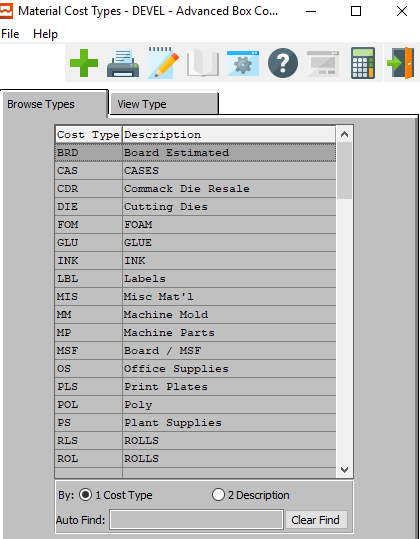 Material Cost Types - DEVEL - Advanced Box Co...
File Help
Browse Types View Type
Cost Type Description
BRD Board Estimated
CAS CASES
CDR Commack Die Resale
DIE Cutting Dies
FOM FOAM
GLU GLUE
INK INK
LBL Labels
MIS Misc Mat'l
MM Machine Mold
MP Machine Parts
MSF Board / MSF
OS Office Supplies
PLS Print Plates
POL Poly
PS Plant Supplies
RLS ROLLS
ROL ROLLS
By: 1 Cost Type 2 Description
Auto Find: Clear Find